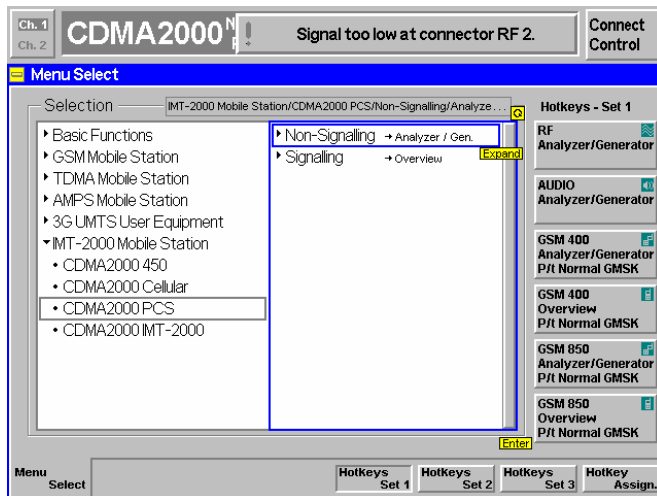 Ch. 1
Ch. 2
CDMA2000
Signal too low at connector RF 2.
Connect
Control
Menu Select
Selection
IMT-2000 Mobile Station/CDMA2000 PCS/Non-Signalling/Analyze...
Hotkeys - Set 1
Basic Functions
GSM Mobile Station
TDMA Mobile Station
AMPS Mobile Station
3G UMTS User Equipment
IMT-2000 Mobile Station
CDMA2000 450
CDMA2000 Cellular
CDMA2000 PCS
CDMA2000 IMT-2000
Non-Signalling → Analyzer / Gen.
Expand
Signalling → Overview
RF
Analyzer/Generator
AUDIO
Analyzer/Generator
GSM 400
Analyzer/Generator
P/t Normal GMSK
GSM 400
Overview
P/t Normal GMSK
GSM 850
Analyzer/Generator
P/t Normal GMSK
GSM 850
Overview
P/t Normal GMSK
Enter
Menu
Select
HotKeys
Set 1
HotKeys
Set 2
HotKeys
Set 3
HotKey
Assign.